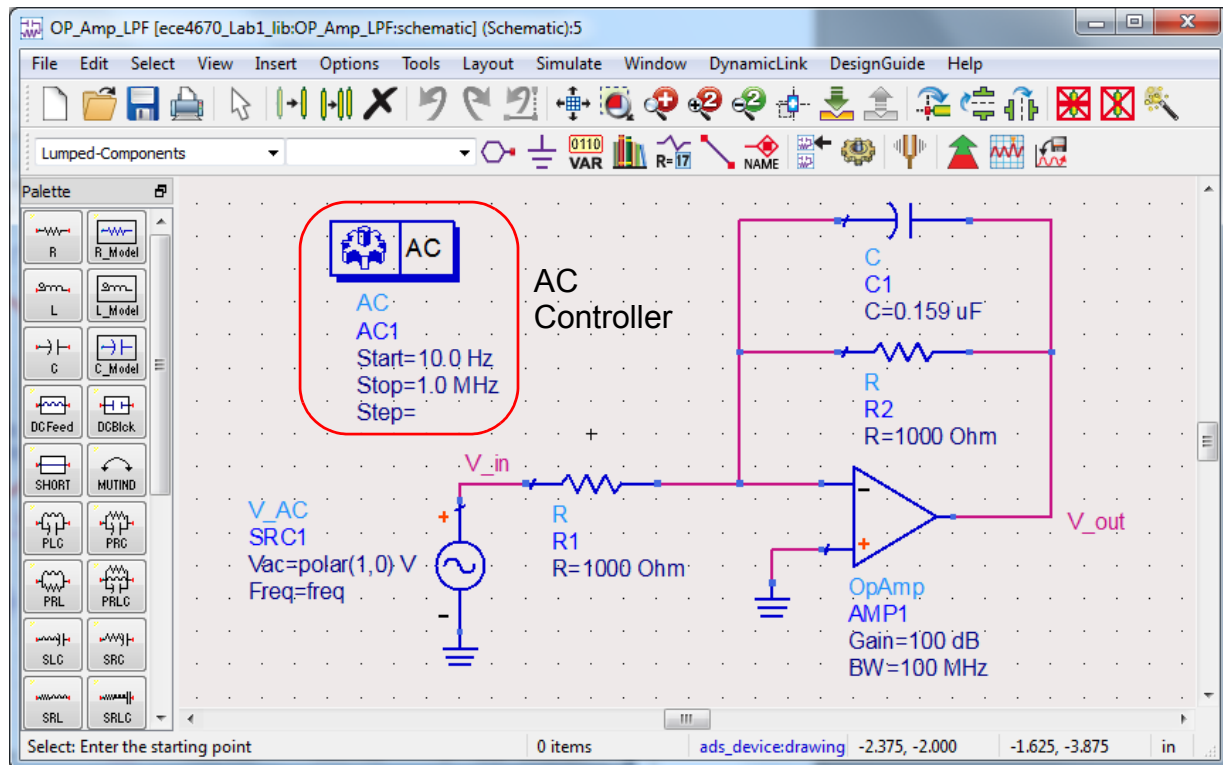 OP_Amp_LPF [ece4670_Lab1_lib:OP_Amp_LPF:schematic] (Schematic):5
File Edit Select View Insert Options Tools Layout Simulate Window DynamicLink DesignGuide Help
Lumped-Components
0110
VAR
R=17
NAME
Palette
R R_Model
L L_Model
C C_Model
DCFeed DCBlck
SHORT MUTIND
PLC PRC
PRL PRLC
SLC SRC
SRL SRLC
AC
AC
AC1
Start=10.0 Hz
Stop=1.0 MHz
Step=
AC
Controller
C
C1
C=0.159 uF
R
R2
R=1000 Ohm
V_in
V_AC
SRC1
Vac=polar(1,0) V
Freq=freq
+
-
R
R1
R=1000 Ohm
-
+
V_out
OpAmp
AMP1
Gain=100 dB
BW=100 MHz
Select: Enter the starting point 0 items ads_device:drawing -2.375, -2.000 -1.625, -3.875 in